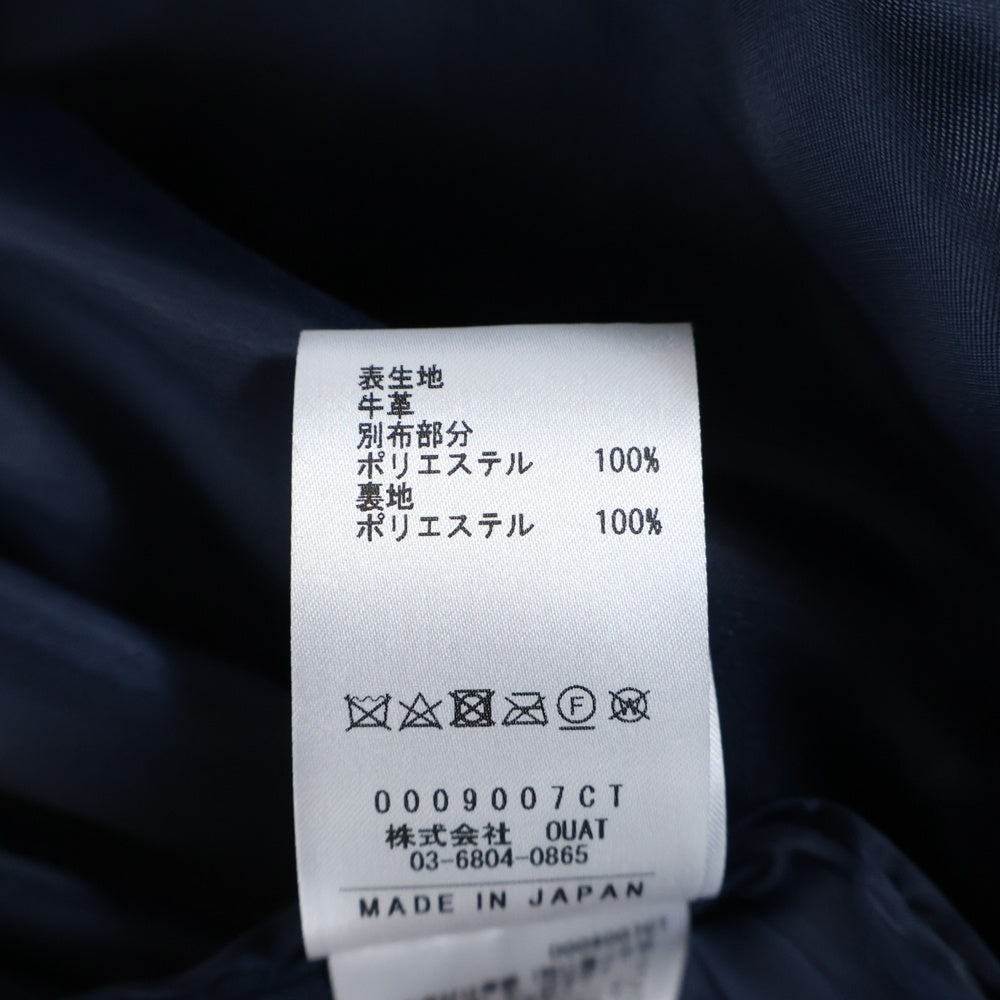 表生地
牛革
別布部分
ポリエステル 100%
裏地
ポリエステル 100%
F W
0009007CT
株式会社 OUAT
03-6804-0865
MADE IN JAPAN